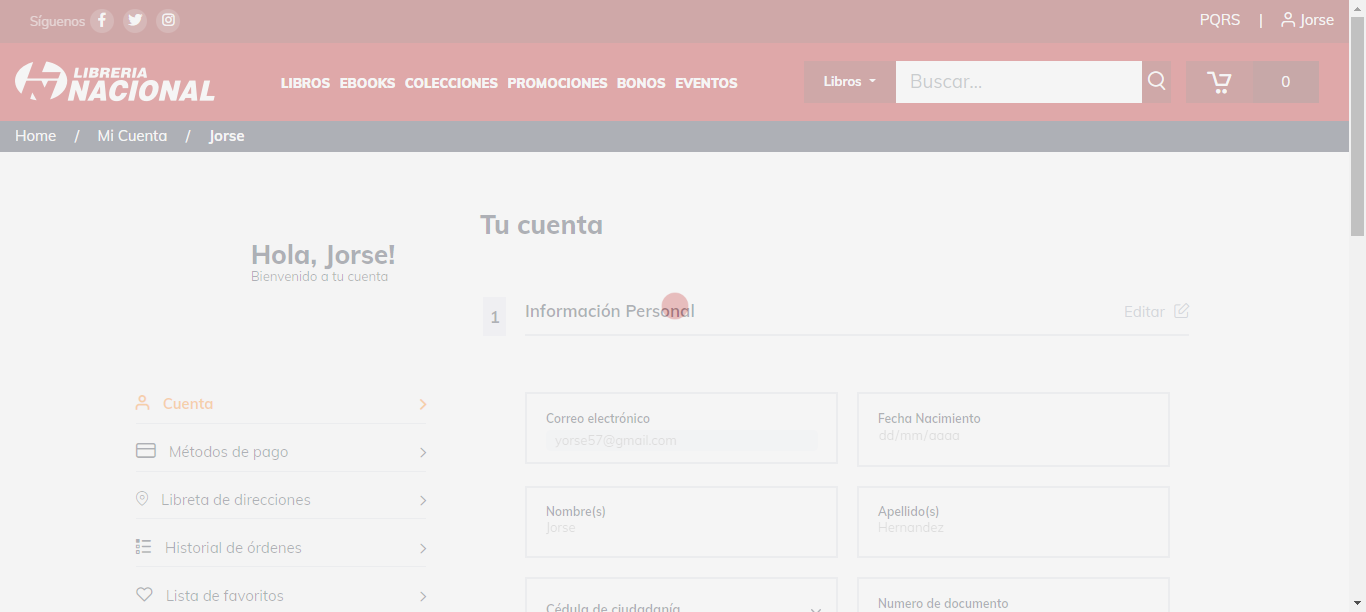 Síguenos
PQRS | Jorse
LIBRERIA
NACIONAL
LIBROS EBOOKS COLECCIONES PROMOCIONES BONOS EVENTOS
Libros Buscar... 0
Home / Mi Cuenta / Jorse
Hola, Jorse!
Bienvenido a tu cuenta
Cuenta
Métodos de pago
Libreta de direcciones
Historial de órdenes
Lista de favoritos
Tu cuenta
1 Información Personal Editar
Correo electrónico
yorse57@gmail.com
Fecha Nacimiento
dd/mm/aaaa
Nombre(s)
Jorse
Apellido(s)
Hernandez
Cédula de ciudadanía
Numero de documento